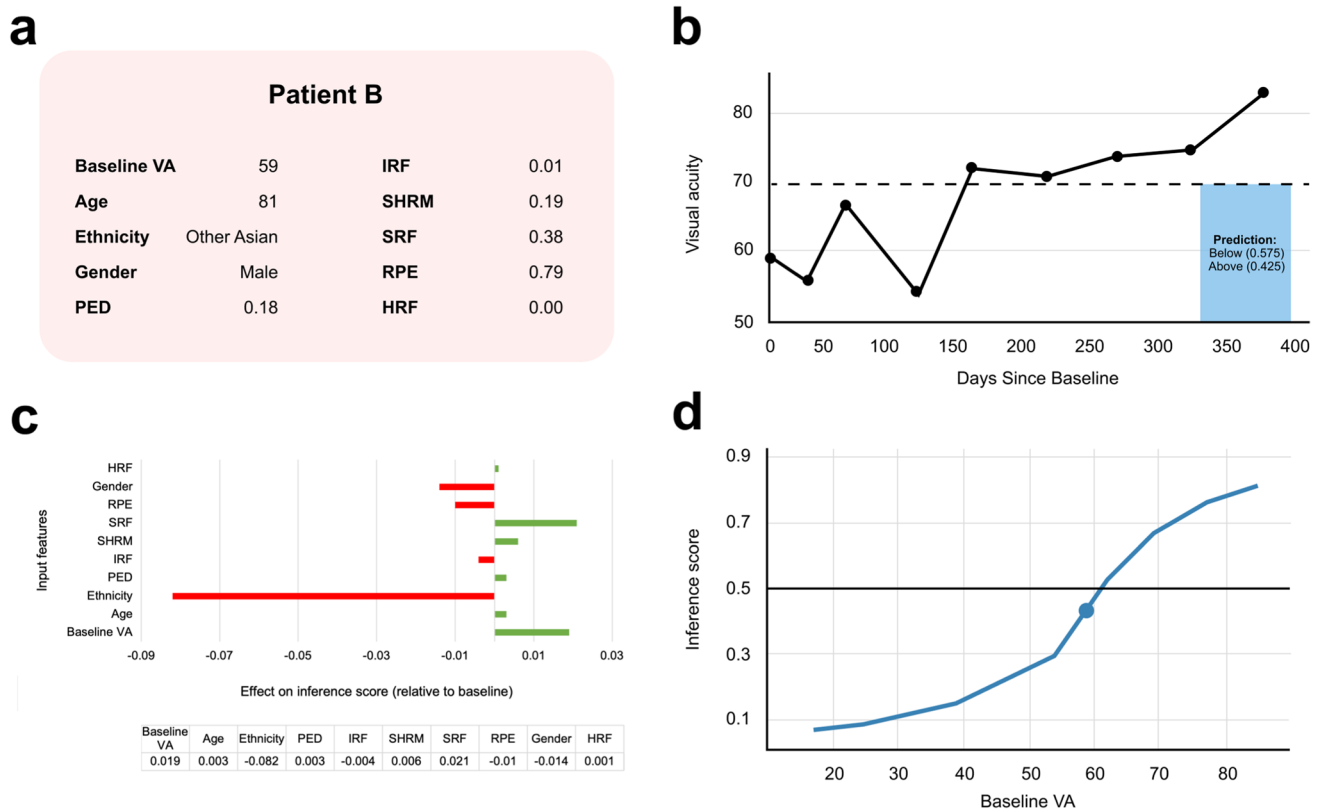 a
Patient B
Baseline VA 59 IRF 0.01
Age 81 SHRM 0.19
Ethnicity Other Asian SRF 0.38
Gender Male RPE 0.79
PED 0.18 HRF 0.00
b
Visual acuity
80
70
60
50
Prediction:
Below (0.575)
Above (0.425)
0 50 100 150 200 250 300 350 400
Days Since Baseline
c
Input features
HRF
Gender
RPE
SRF
SHRM
IRF
PED
Ethnicity
Age
Baseline VA
-0.09 -0.07 -0.05 -0.03 -0.01 0.01 0.03
Effect on inference score (relative to baseline)
Baseline VA Age Ethnicity PED IRF SHRM SRF RPE Gender HRF
0.019 0.003 -0.082 0.003 -0.004 0.006 0.021 -0.01 -0.014 0.001
d
Inference score
0.9
0.7
0.5
0.3
0.1
20 30 40 50 60 70 80
Baseline VA